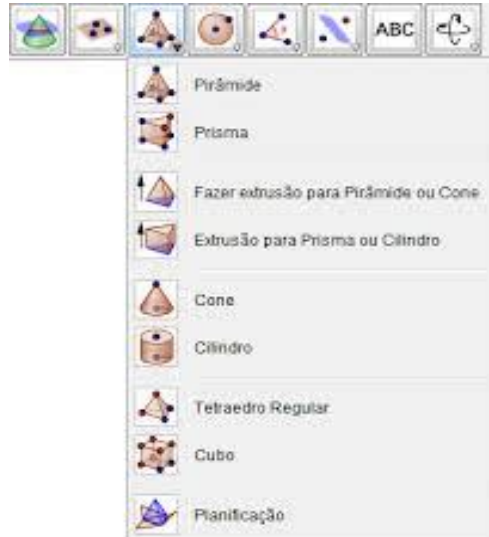 ABC
Pirâmide
Prisma
Fazer extrusão para Pirâmide ou Cone
Extrusão para Prisma ou Cilindro
Cone
Cilindro
Tetraedro Regular
Cubo
Planificação